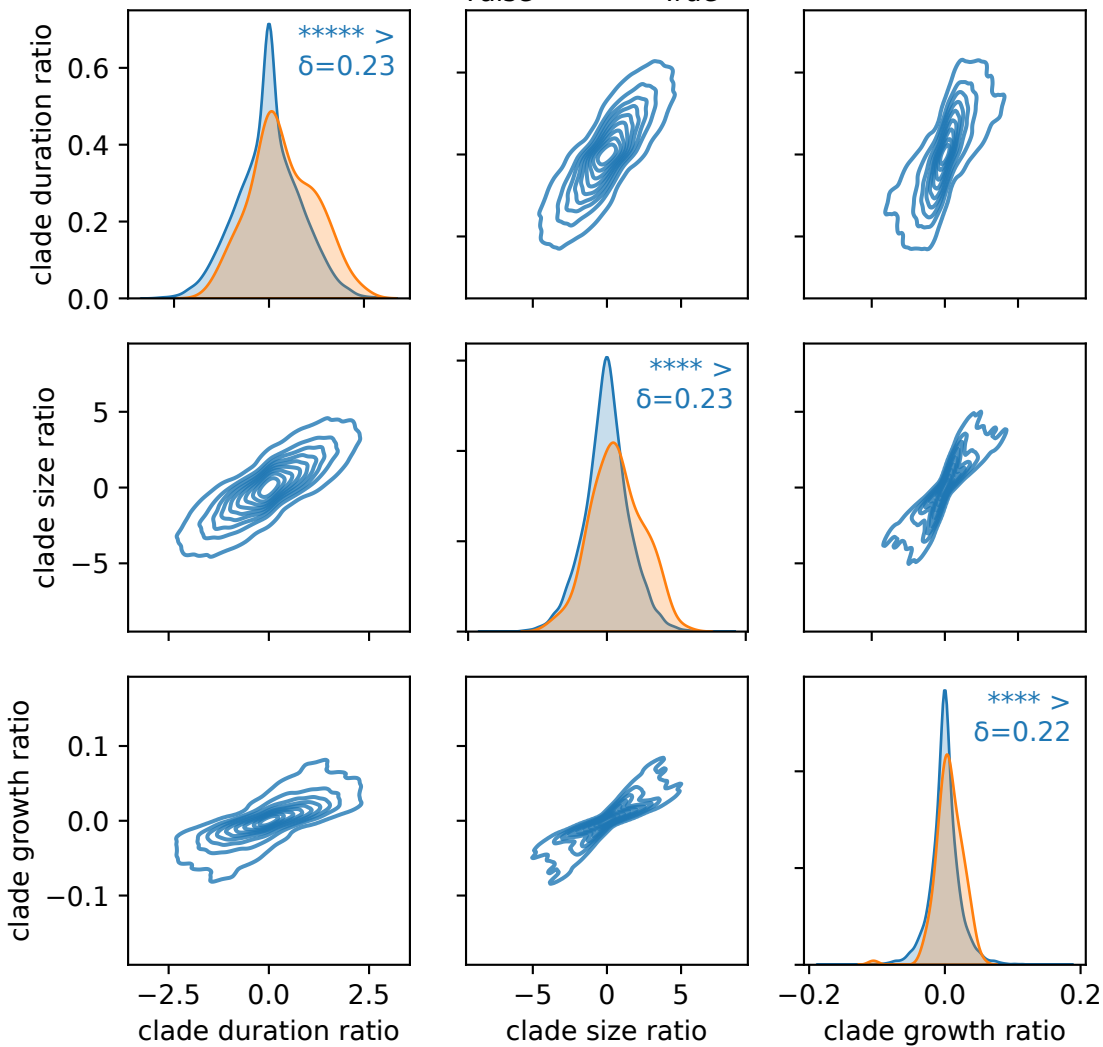 clade duration ratio
0.6
0.4
0.2
0.0
***** >
δ=0.23
clade size ratio
5
0
−5
**** >
δ=0.23
clade growth ratio
0.1
0.0
−0.1
**** >
δ=0.22
−2.5 0.0 2.5
−5 0 5
−0.2 0.0 0.2
clade duration ratio
clade size ratio
clade growth ratio